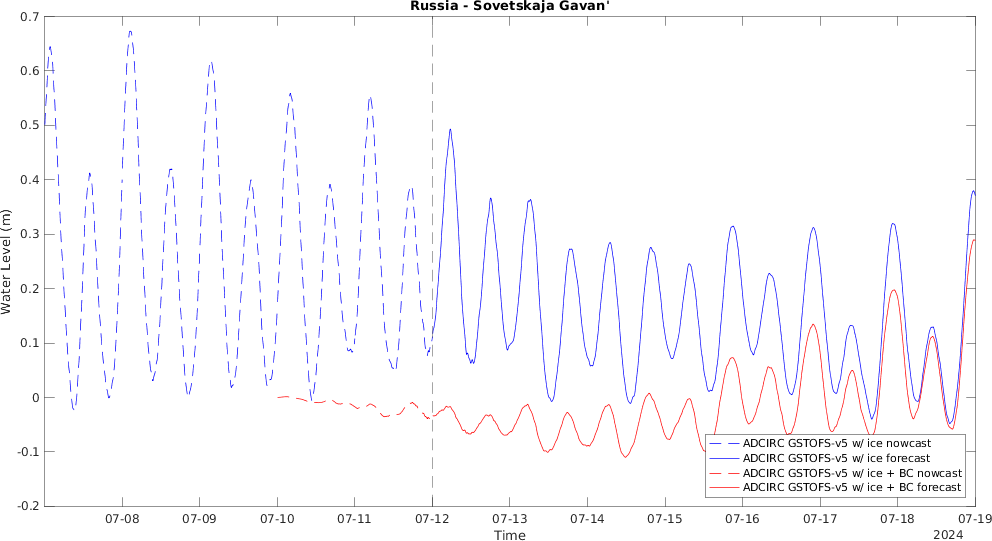 Russia - Sovetskaja Gavan'
0.7
0.6
0.5
0.4
0.3
0.2
0.1
0
-0.1
-0.2
Water Level (m)
ADCIRC GSTOFS-v5 w/ ice nowcast
ADCIRC GSTOFS-v5 w/ ice forecast
ADCIRC GSTOFS-v5 w/ ice + BC nowcast
ADCIRC GSTOFS-v5 w/ ice + BC forecast
07-08 07-09 07-10 07-11 07-12 07-13 07-14 07-15 07-16 07-17 07-18 07-19
Time
2024